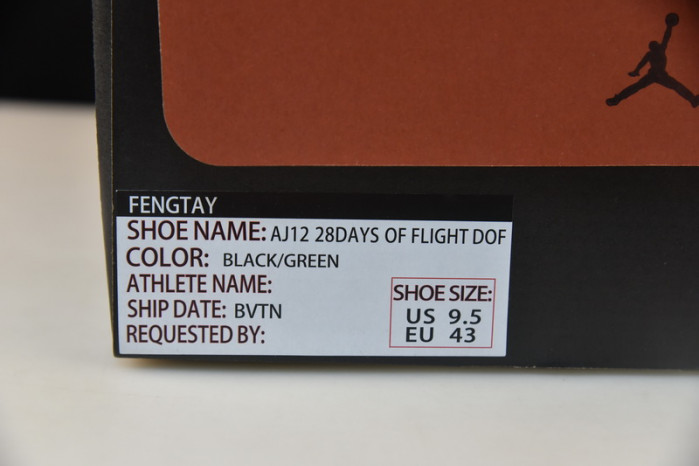 FENGTAY
SHOE NAME: AJ12 28DAYS OF FLIGHT DOF
COLOR: BLACK/GREEN
ATHLETE NAME:
SHIP DATE: BVTN
REQUESTED BY:
SHOE SIZE:
US 9.5
EU 43